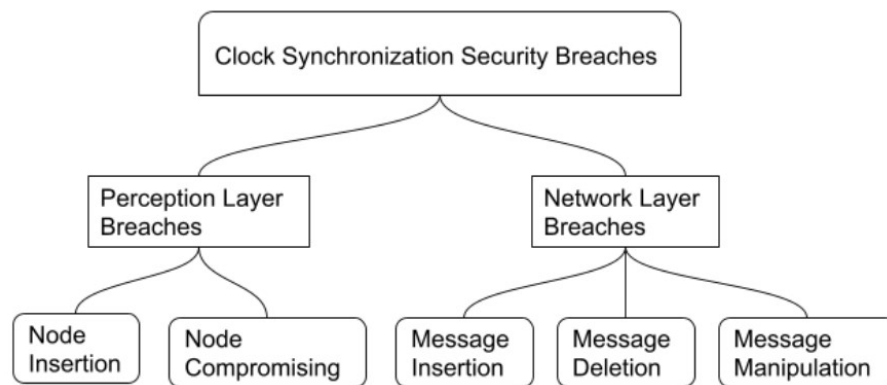 Clock Synchronization Security Breaches
Perception Layer
Breaches
Network Layer
Breaches
Node
Insertion
Node
Compromising
Message
Insertion
Message
Deletion
Message
Manipulation